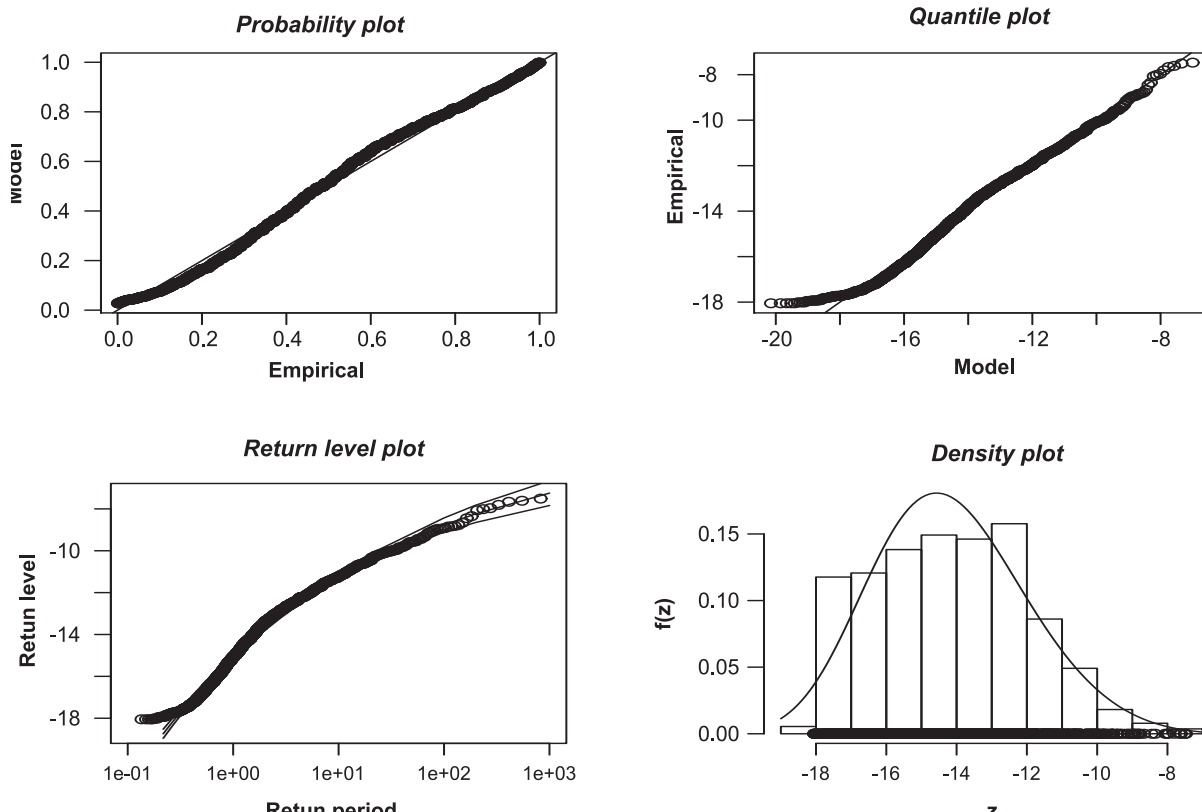 Probability plot
Model
1.0
0.8
0.6
0.4
0.2
0.0
0.0 0.2 0.4 0.6 0.8 1.0
Empirical
Quantile plot
Empirical
-8
-10
-14
-18
-20 -16 -12 -8
Model
Return level plot
Retun level
-10
-14
-18
1e-01 1e+00 1e+01 1e+02 1e+03
Retun period
Density plot
f(z)
0.15
0.10
0.05
0.00
-18 -16 -14 -12 -10 -8
z